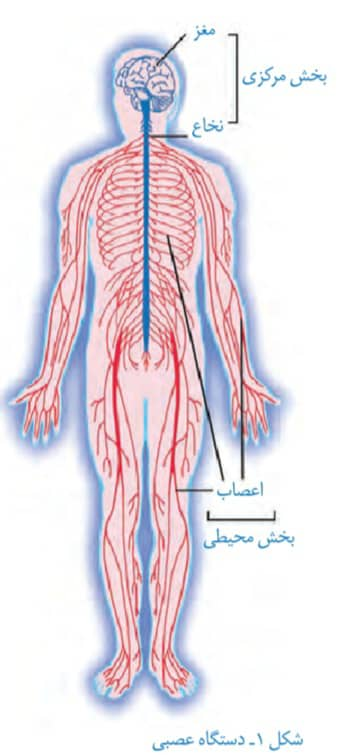 مغز
بخش مرکزی
نخاع
اعصاب
بخش محیطی
شکل ۱ـ دستگاه عصبی